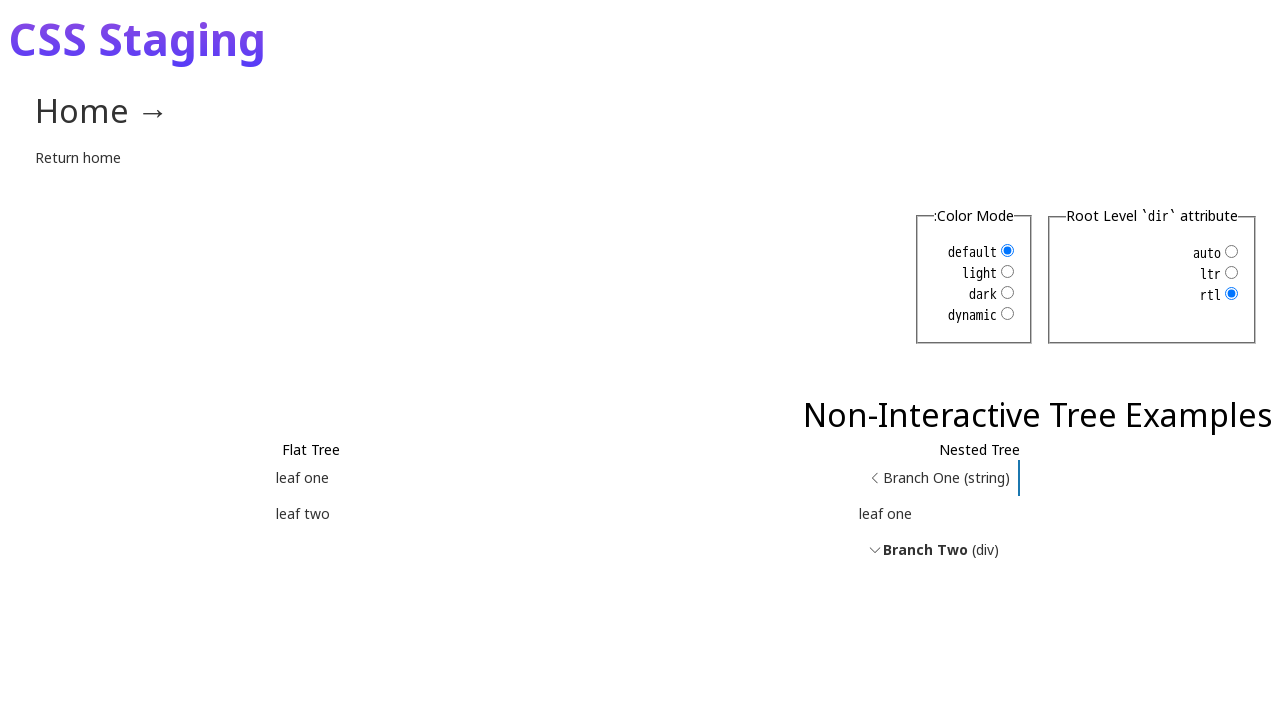 CSS Staging
Home →
Return home
Root Level `dir` attribute
auto
ltr
rtl
:Color Mode
default
light
dark
dynamic
Non-Interactive Tree Examples
Nested Tree
Branch One (string)
leaf one
Branch Two (div)
Flat Tree
leaf one
leaf two